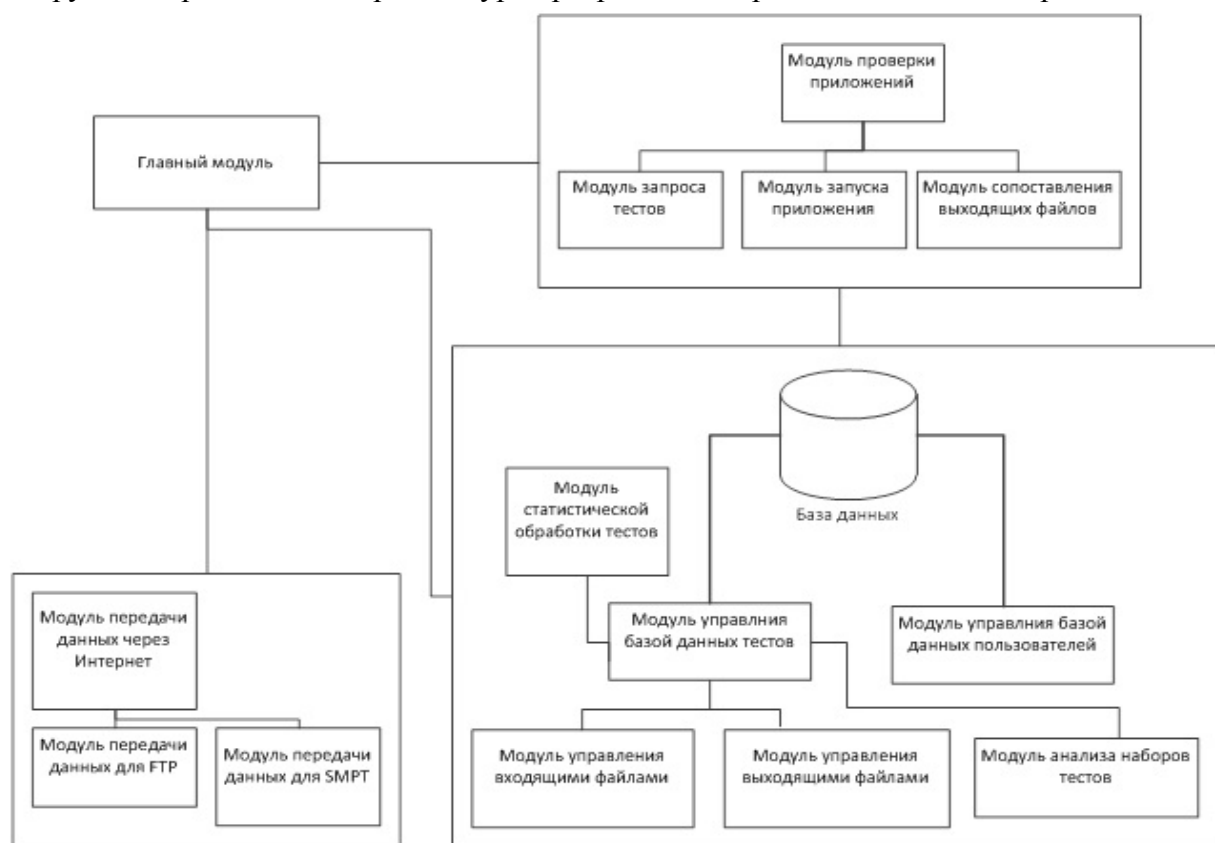 Модуль проверки
приложений
Главный модуль
Модуль запроса
тестов
Модуль запуска
приложения
Модуль сопоставления
выходящих файлов
База данных
Модуль
статистической
обработки тестов
Модуль управлния
базой данных тестов
Модуль управлния базой
данных пользователей
Модуль передачи
данных через
Интернет
Модуль передачи
данных для FTP
Модуль передачи
данных для SMPT
Модуль управления
входящими файлами
Модуль управления
выходящими файлами
Модуль анализа наборов
тестов